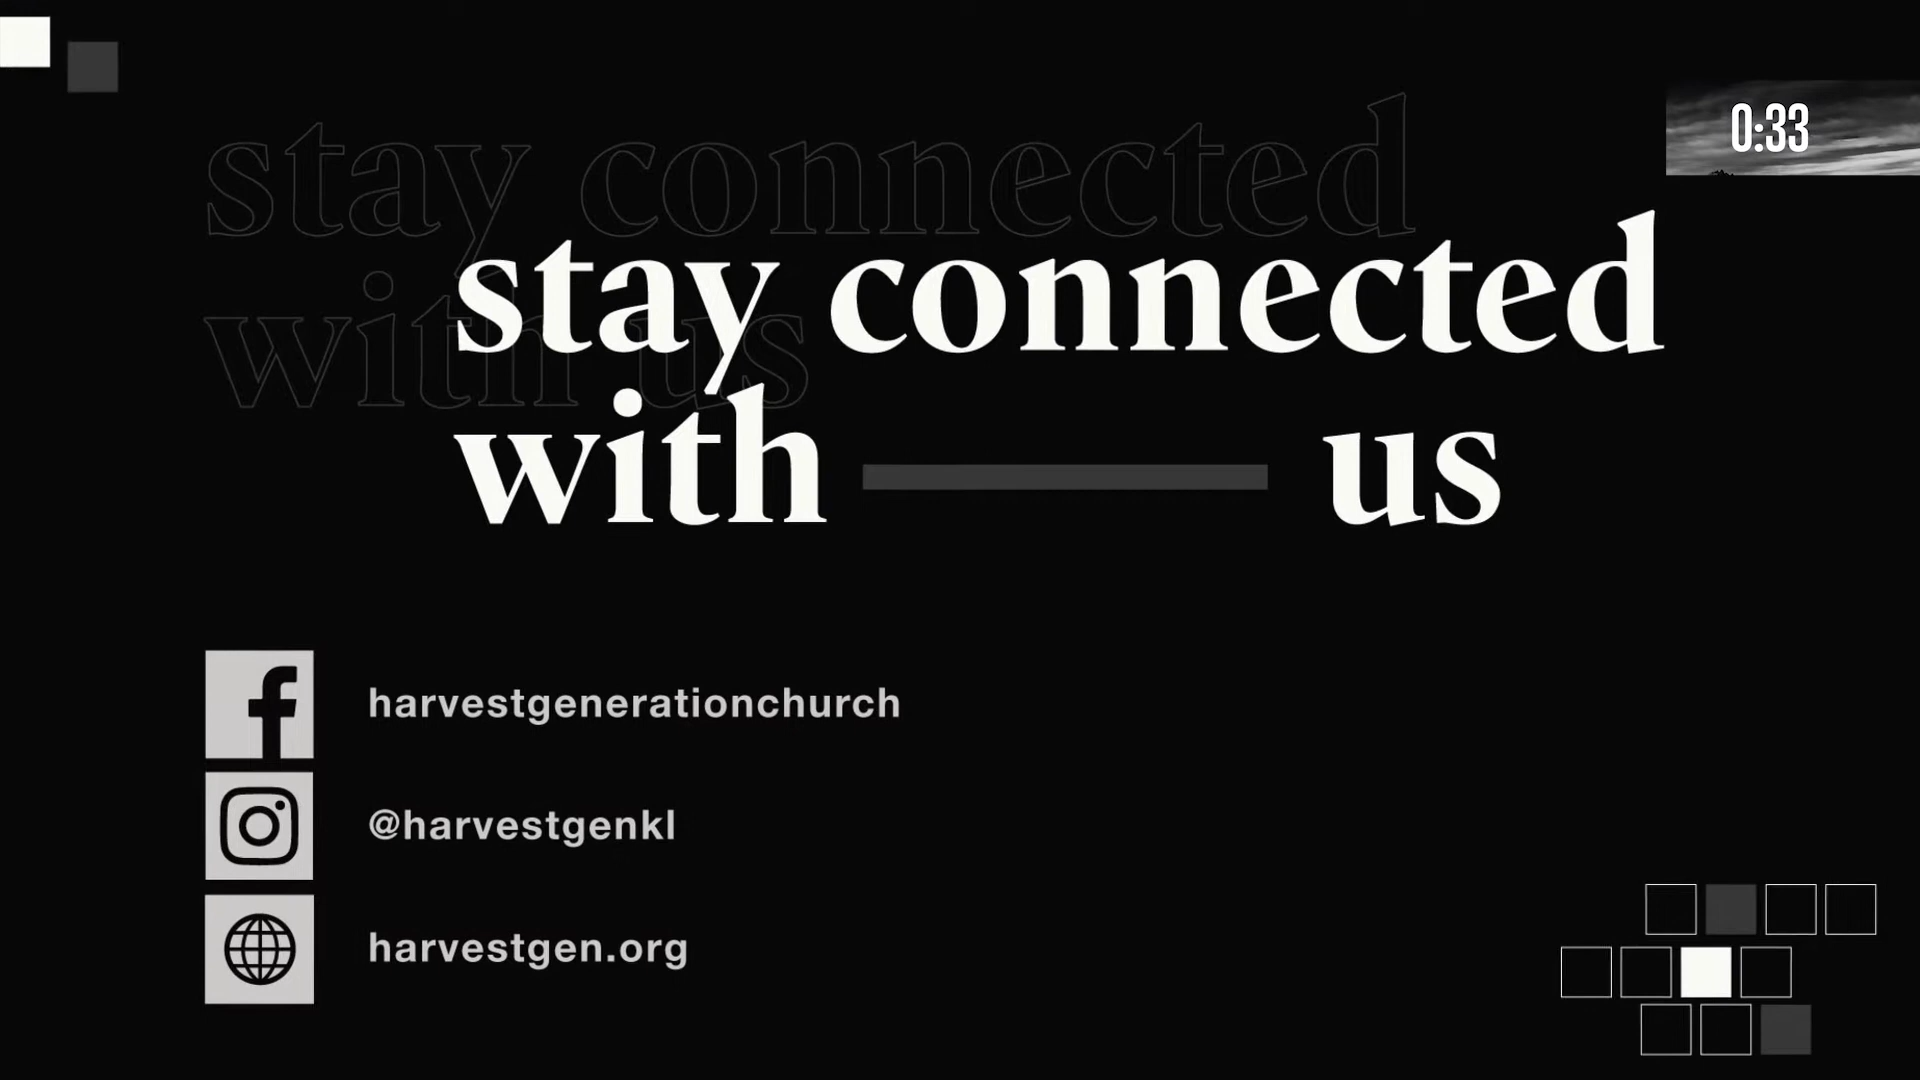 0:33
stay connected
with us
stay connected
with us
harvestgenerationchurch
@harvestgenkl
harvestgen.org